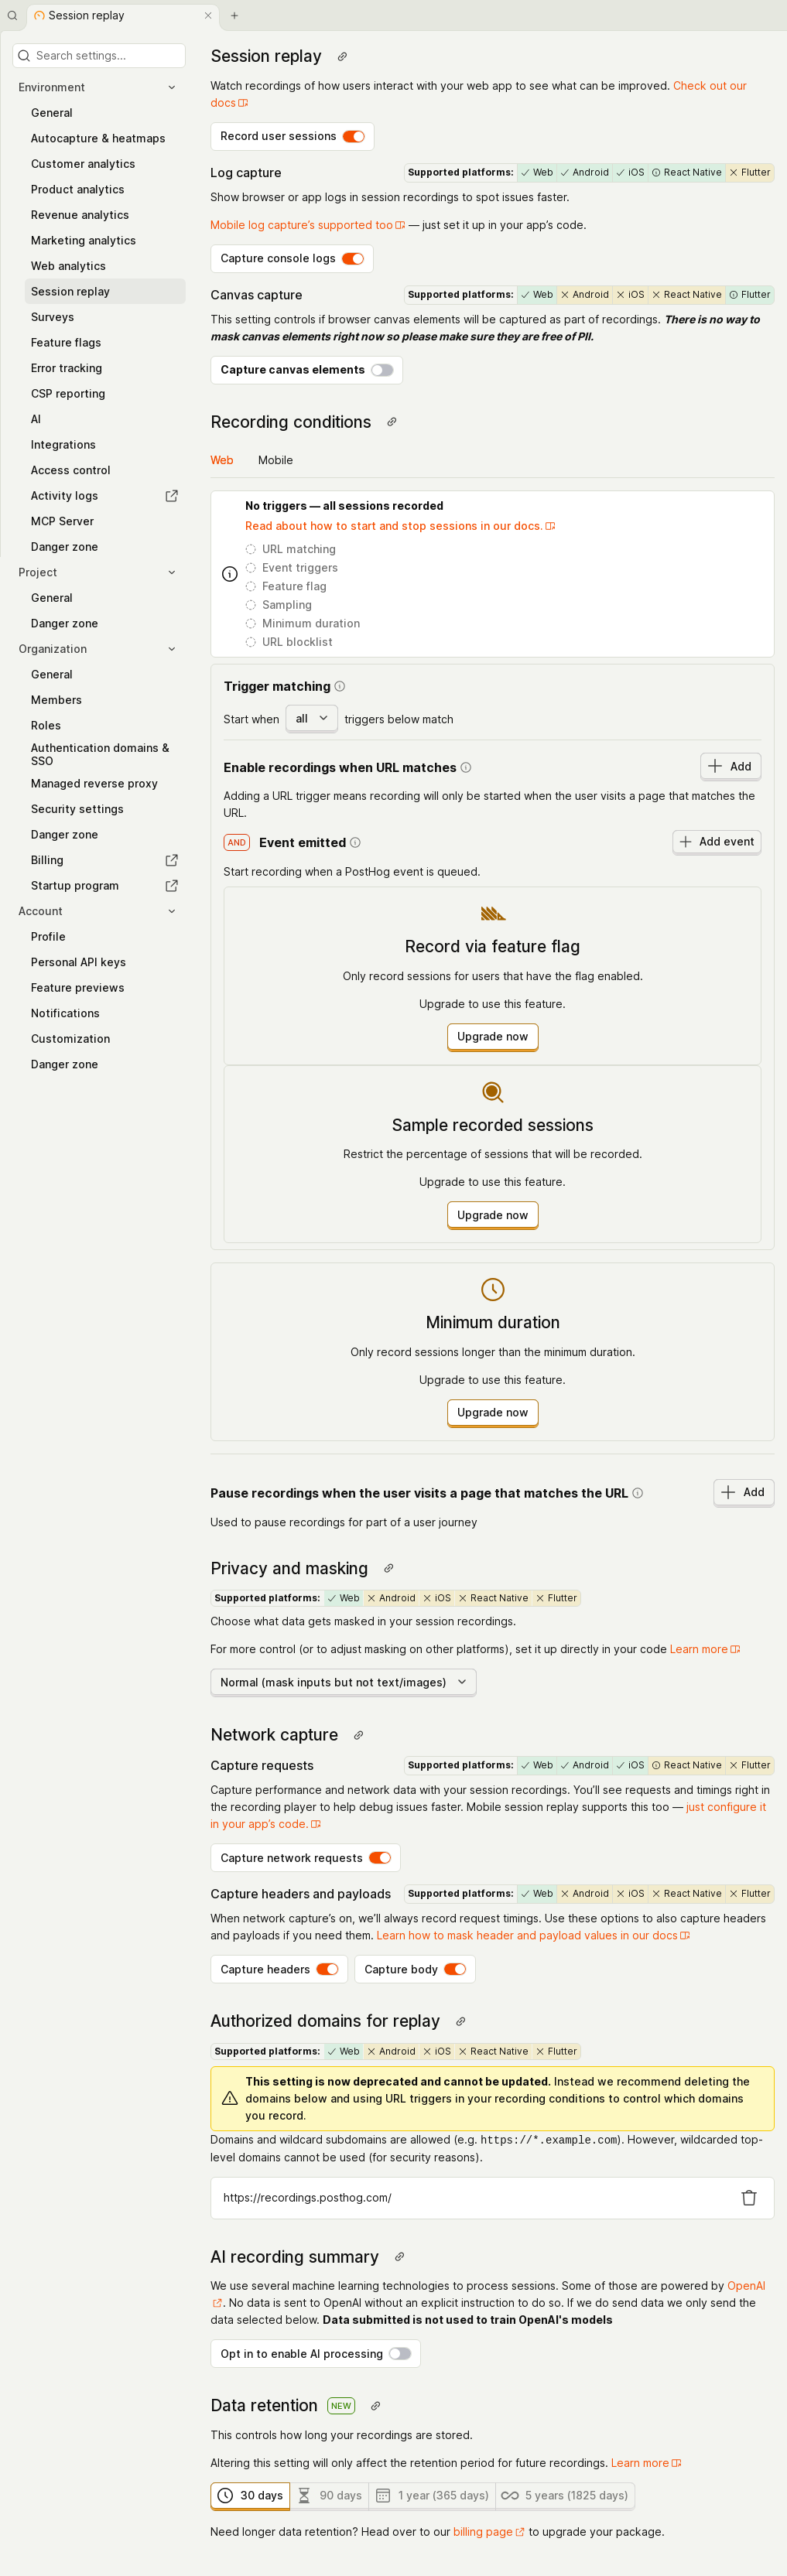 Session replay
Search settings...
Environment
General
Autocapture & heatmaps
Customer analytics
Product analytics
Revenue analytics
Marketing analytics
Web analytics
Session replay
Surveys
Feature flags
Error tracking
CSP reporting
AI
Integrations
Access control
Activity logs
MCP Server
Danger zone
Project
General
Danger zone
Organization
General
Members
Roles
Authentication domains &
SSO
Managed reverse proxy
Security settings
Danger zone
Billing
Startup program
Account
Profile
Personal API keys
Feature previews
Notifications
Customization
Danger zone
Session replay
Watch recordings of how users interact with your web app to see what can be improved. Check out our
docs
Record user sessions
Log capture
Supported platforms: Web Android iOS React Native Flutter
Show browser or app logs in session recordings to spot issues faster.
Mobile log capture’s supported too — just set it up in your app’s code.
Capture console logs
Canvas capture
Supported platforms: Web Android iOS React Native Flutter
This setting controls if browser canvas elements will be captured as part of recordings. There is no way to
mask canvas elements right now so please make sure they are free of PII.
Capture canvas elements
Recording conditions
Web Mobile
No triggers — all sessions recorded
Read about how to start and stop sessions in our docs.
URL matching
Event triggers
Feature flag
Sampling
Minimum duration
URL blocklist
Trigger matching
Start when all triggers below match
Enable recordings when URL matches
Add
Adding a URL trigger means recording will only be started when the user visits a page that matches the
URL.
AND Event emitted
Add event
Start recording when a PostHog event is queued.
Record via feature flag
Only record sessions for users that have the flag enabled.
Upgrade to use this feature.
Upgrade now
Sample recorded sessions
Restrict the percentage of sessions that will be recorded.
Upgrade to use this feature.
Upgrade now
Minimum duration
Only record sessions longer than the minimum duration.
Upgrade to use this feature.
Upgrade now
Pause recordings when the user visits a page that matches the URL
Add
Used to pause recordings for part of a user journey
Privacy and masking
Supported platforms: Web Android iOS React Native Flutter
Choose what data gets masked in your session recordings.
For more control (or to adjust masking on other platforms), set it up directly in your code Learn more
Normal (mask inputs but not text/images)
Network capture
Capture requests
Supported platforms: Web Android iOS React Native Flutter
Capture performance and network data with your session recordings. You’ll see requests and timings right in
the recording player to help debug issues faster. Mobile session replay supports this too — just configure it
in your app’s code.
Capture network requests
Capture headers and payloads
Supported platforms: Web Android iOS React Native Flutter
When network capture’s on, we’ll always record request timings. Use these options to also capture headers
and payloads if you need them. Learn how to mask header and payload values in our docs
Capture headers
Capture body
Authorized domains for replay
Supported platforms: Web Android iOS React Native Flutter
This setting is now deprecated and cannot be updated. Instead we recommend deleting the
domains below and using URL triggers in your recording conditions to control which domains
you record.
Domains and wildcard subdomains are allowed (e.g. https://*.example.com). However, wildcarded top-
level domains cannot be used (for security reasons).
https://recordings.posthog.com/
AI recording summary
We use several machine learning technologies to process sessions. Some of those are powered by OpenAI
. No data is sent to OpenAI without an explicit instruction to do so. If we do send data we only send the
data selected below. Data submitted is not used to train OpenAI's models
Opt in to enable AI processing
Data retention NEW
This controls how long your recordings are stored.
Altering this setting will only affect the retention period for future recordings. Learn more
30 days 90 days 1 year (365 days) 5 years (1825 days)
Need longer data retention? Head over to our billing page to upgrade your package.